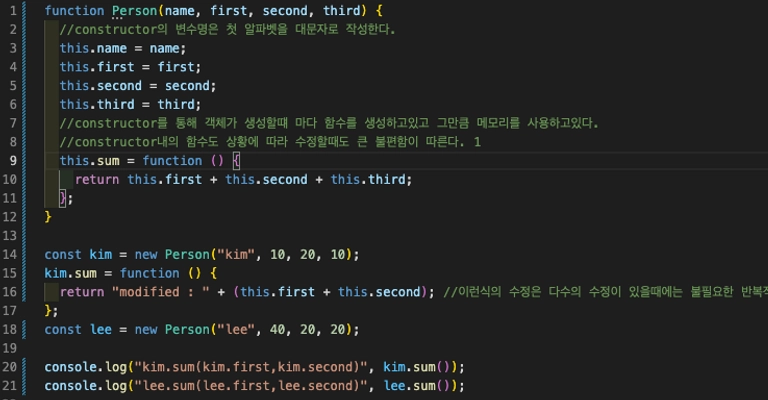 1 function Person(name, first, second, third) {
2 //constructor의 변수명은 첫 알파벳을 대문자로 작성한다.
3 this.name = name;
4 this.first = first;
5 this.second = second;
6 this.third = third;
7 //constructor를 통해 객체가 생성할때 마다 함수를 생성하고있고 그만큼 메모리를 사용하고있다.
8 //constructor내의 함수도 상황에 따라 수정할때도 큰 불편함이 따른다. 1
9 this.sum = function () {
10 return this.first + this.second + this.third;
11 };
12 }
13
14 const kim = new Person("kim", 10, 20, 10);
15 kim.sum = function () {
16 return "modified : " + (this.first + this.second); //이런식의 수정은 다수의 수정이 있을때에는 불필요한
17 };
18 const lee = new Person("lee", 40, 20, 20);
19
20 console.log("kim.sum(kim.first,kim.second)", kim.sum());
21 console.log("lee.sum(lee.first,lee.second)", lee.sum());